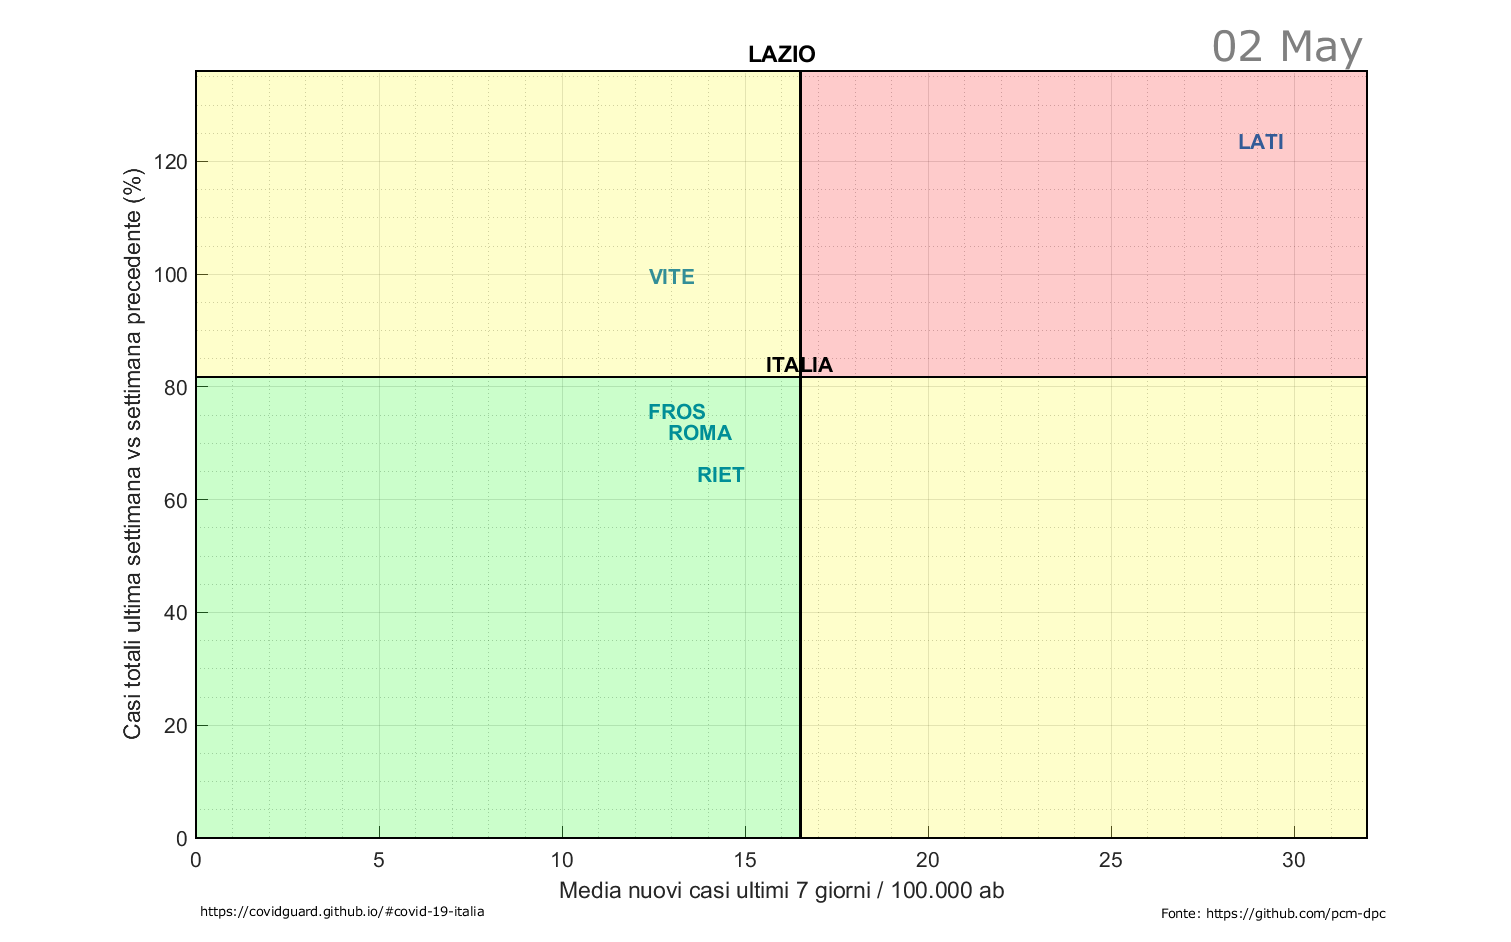 LAZIO
02 May
Casi totali ultima settimana vs settimana precedente (%)
120
100
80
60
40
20
0
LATI
VITE
ITALIA
FROS
ROMA
RIET
0 5 10 15 20 25 30
Media nuovi casi ultimi 7 giorni / 100.000 ab
https://covidguard.github.io/#covid-19-italia
Fonte: https://github.com/pcm-dpc